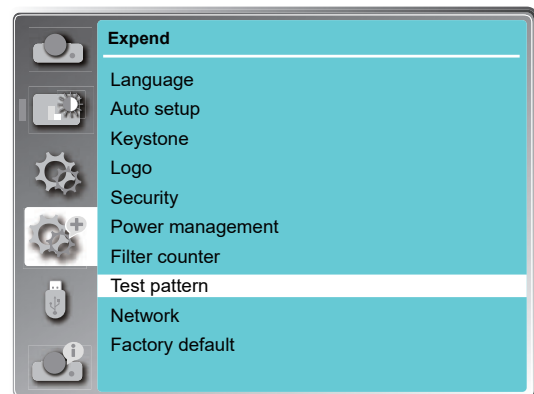 Expend
Language
Auto setup
Keystone
Logo
Security
Power management
Filter counter
Test pattern
Network
Factory default